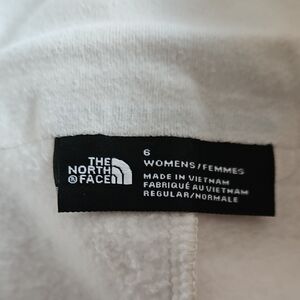 THE
NORTH
FACE
®
6
WOMENS/FEMMES
MADE IN VIETNAM
FABRIQUÉ AU VIETNAM
REGULAR/NORMALE